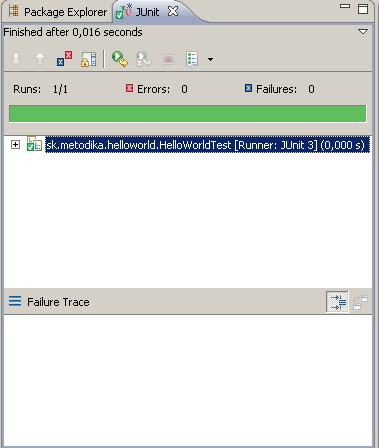 Package Explorer JUnit
Finished after 0,016 seconds
Runs: 1/1 Errors: 0 Failures: 0
sk.metodika.helloworld.HelloWorldTest [Runner: JUnit 3] (0,000 s)
Failure Trace